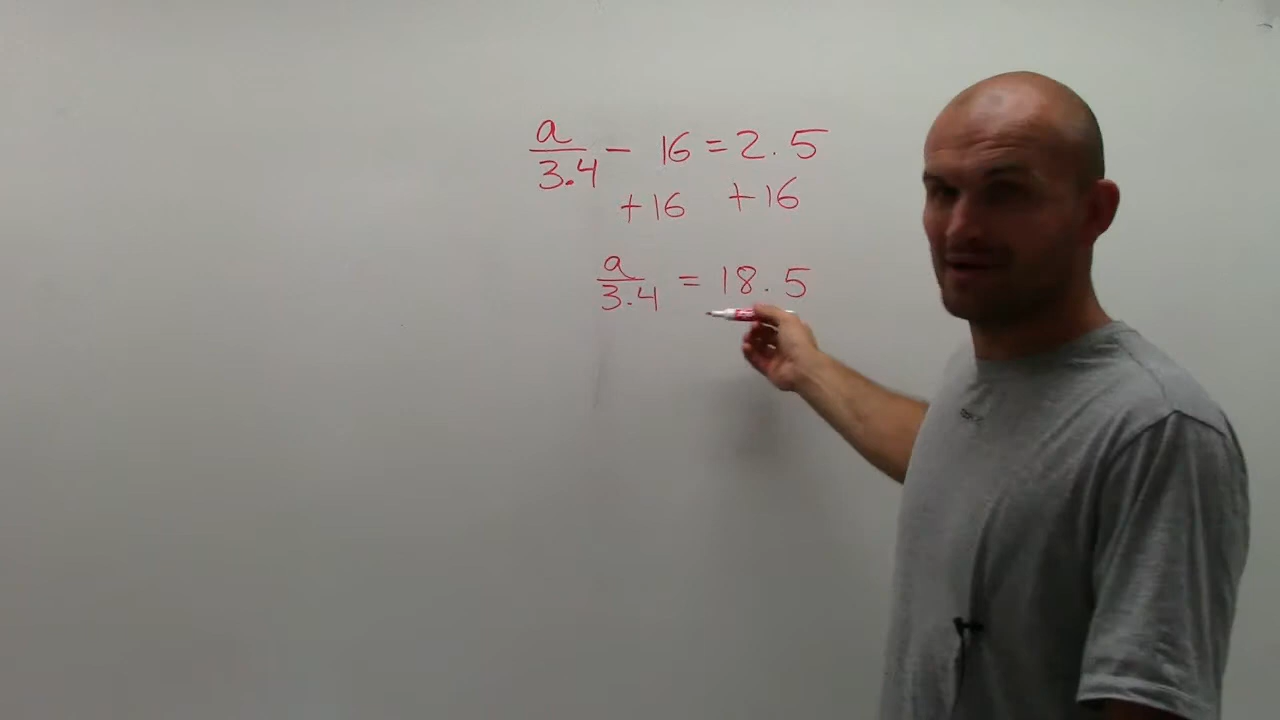 a/3.4 - 16 = 2.5
+16 +16
a/3.4 = 18.5